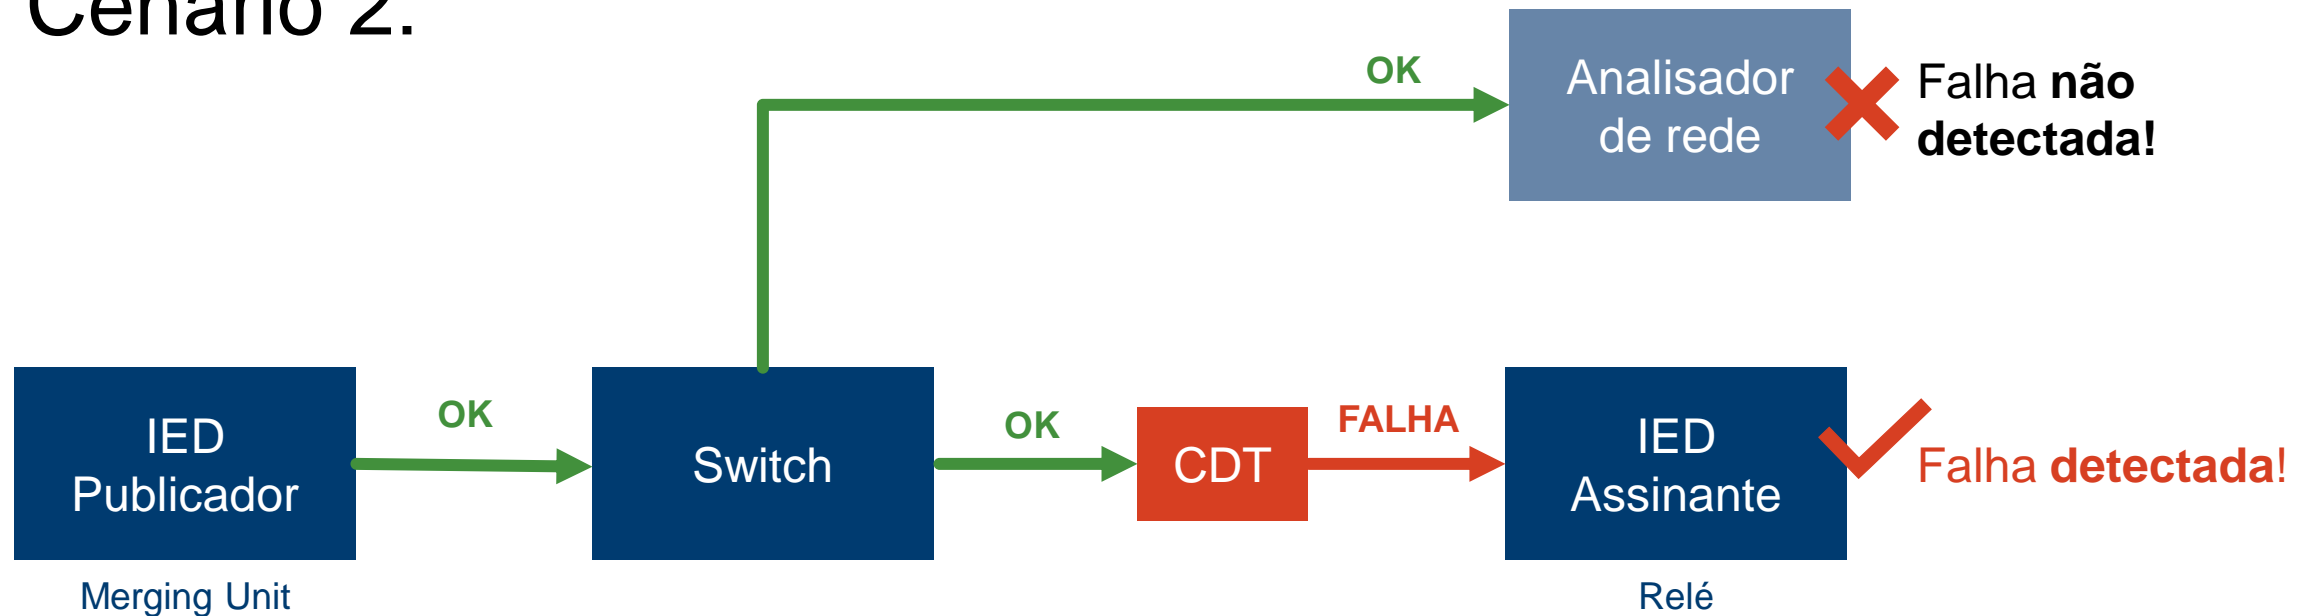 Cenário 2.
OK
Analisador
de rede
Falha não
detectada!
IED
Publicador
OK
Switch
OK
CDT
FALHA
IED
Assinante
Falha detectada!
Merging Unit
Relé